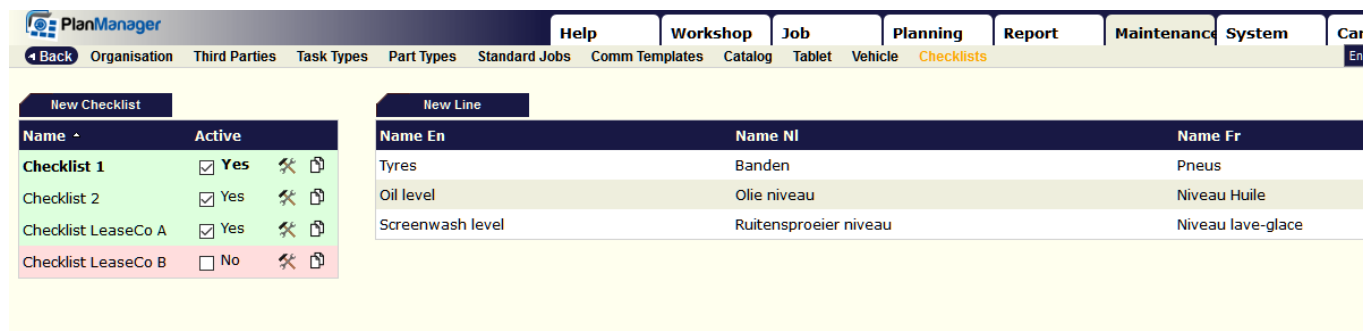 PlanManager
Help Workshop Job Planning Report Maintenance System
Back Organisation Third Parties Task Types Part Types Standard Jobs Comm Templates Catalog Tablet Vehicle Checklists
New Checklist New Line
Name Active Name En Name Nl Name Fr
Checklist 1 Yes Tyres Banden Pneus
Checklist 2 Yes Oil level Olie niveau Niveau Huile
Checklist LeaseCo A Yes Screenwash level Ruitensproeier niveau Niveau lave-glace
Checklist LeaseCo B No